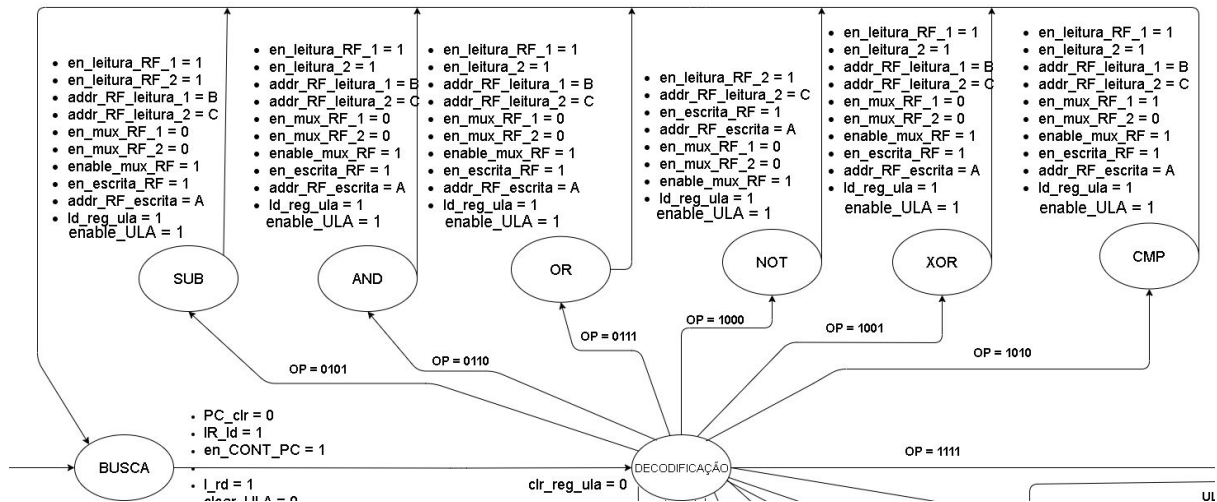 • en_leitura_RF_1 = 1
• en_leitura_RF_2 = 1
• addr_RF_leitura_1 = B
• addr_RF_leitura_2 = C
• en_mux_RF_1 = 0
• en_mux_RF_2 = 0
• enable_mux_RF = 1
• en_escrita_RF = 1
• addr_RF_escrita = A
• ld_reg_ula = 1
enable_ULA = 1
SUB
• en_leitura_RF_1 = 1
• en_leitura_2 = 1
• addr_RF_leitura_1 = B
• addr_RF_leitura_2 = C
• en_mux_RF_1 = 0
• en_mux_RF_2 = 0
• enable_mux_RF = 1
• en_escrita_RF = 1
• addr_RF_escrita = A
• ld_reg_ula = 1
enable_ULA = 1
AND
• en_leitura_RF_1 = 1
• en_leitura_2 = 1
• addr_RF_leitura_1 = B
• addr_RF_leitura_2 = C
• en_mux_RF_1 = 0
• en_mux_RF_2 = 0
• enable_mux_RF = 1
• en_escrita_RF = 1
• addr_RF_escrita = A
• ld_reg_ula = 1
enable_ULA = 1
OR
• en_leitura_RF_2 = 1
• addr_RF_leitura_2 = C
• en_escrita_RF = 1
• addr_RF_escrita = A
• en_mux_RF_1 = 0
• en_mux_RF_2 = 0
• enable_mux_RF = 1
• ld_reg_ula = 1
enable_ULA = 1
NOT
• en_leitura_RF_1 = 1
• en_leitura_2 = 1
• addr_RF_leitura_1 = B
• addr_RF_leitura_2 = C
• en_mux_RF_1 = 0
• en_mux_RF_2 = 0
• enable_mux_RF = 1
• en_escrita_RF = 1
• addr_RF_escrita = A
• ld_reg_ula = 1
enable_ULA = 1
XOR
• en_leitura_RF_1 = 1
• en_leitura_2 = 1
• addr_RF_leitura_1 = B
• addr_RF_leitura_2 = C
• en_mux_RF_1 = 1
• en_mux_RF_2 = 0
• enable_mux_RF = 1
• en_escrita_RF = 1
• addr_RF_escrita = A
• ld_reg_ula = 1
enable_ULA = 1
CMP
OP = 0101
OP = 0110
OP = 0111
OP = 1000
OP = 1001
OP = 1010
OP = 1111
BUSCA
• PC_clr = 0
• IR_ld = 1
• en_CONT_PC = 1
•
• I_rd = 1
clear_ULA = 0
DECODIFICAÇÃO
clr_reg_ula = 0